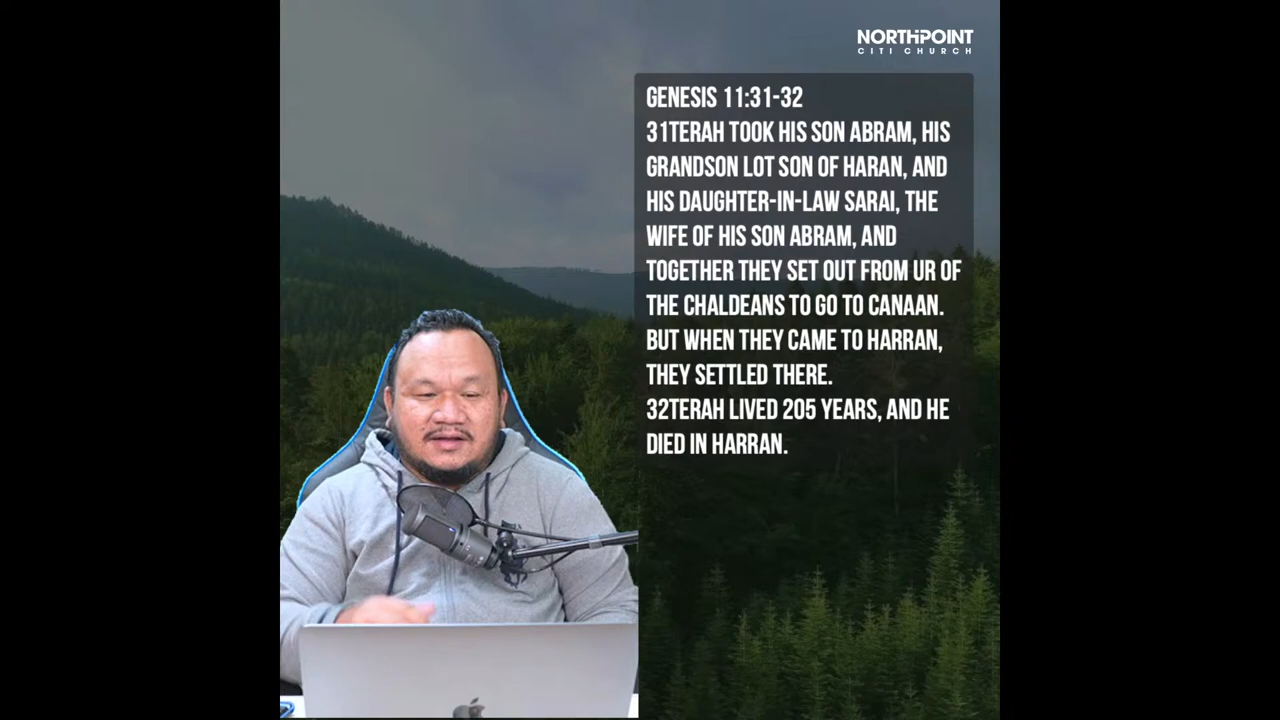 NORTHPOINT
CITI CHURCH
GENESIS 11:31-32
31TERAH TOOK HIS SON ABRAM, HIS
GRANDSON LOT SON OF HARAN, AND
HIS DAUGHTER-IN-LAW SARAI, THE
WIFE OF HIS SON ABRAM, AND
TOGETHER THEY SET OUT FROM UR OF
THE CHALDEANS TO GO TO CANAAN.
BUT WHEN THEY CAME TO HARRAN,
THEY SETTLED THERE.
32TERAH LIVED 205 YEARS, AND HE
DIED IN HARRAN.